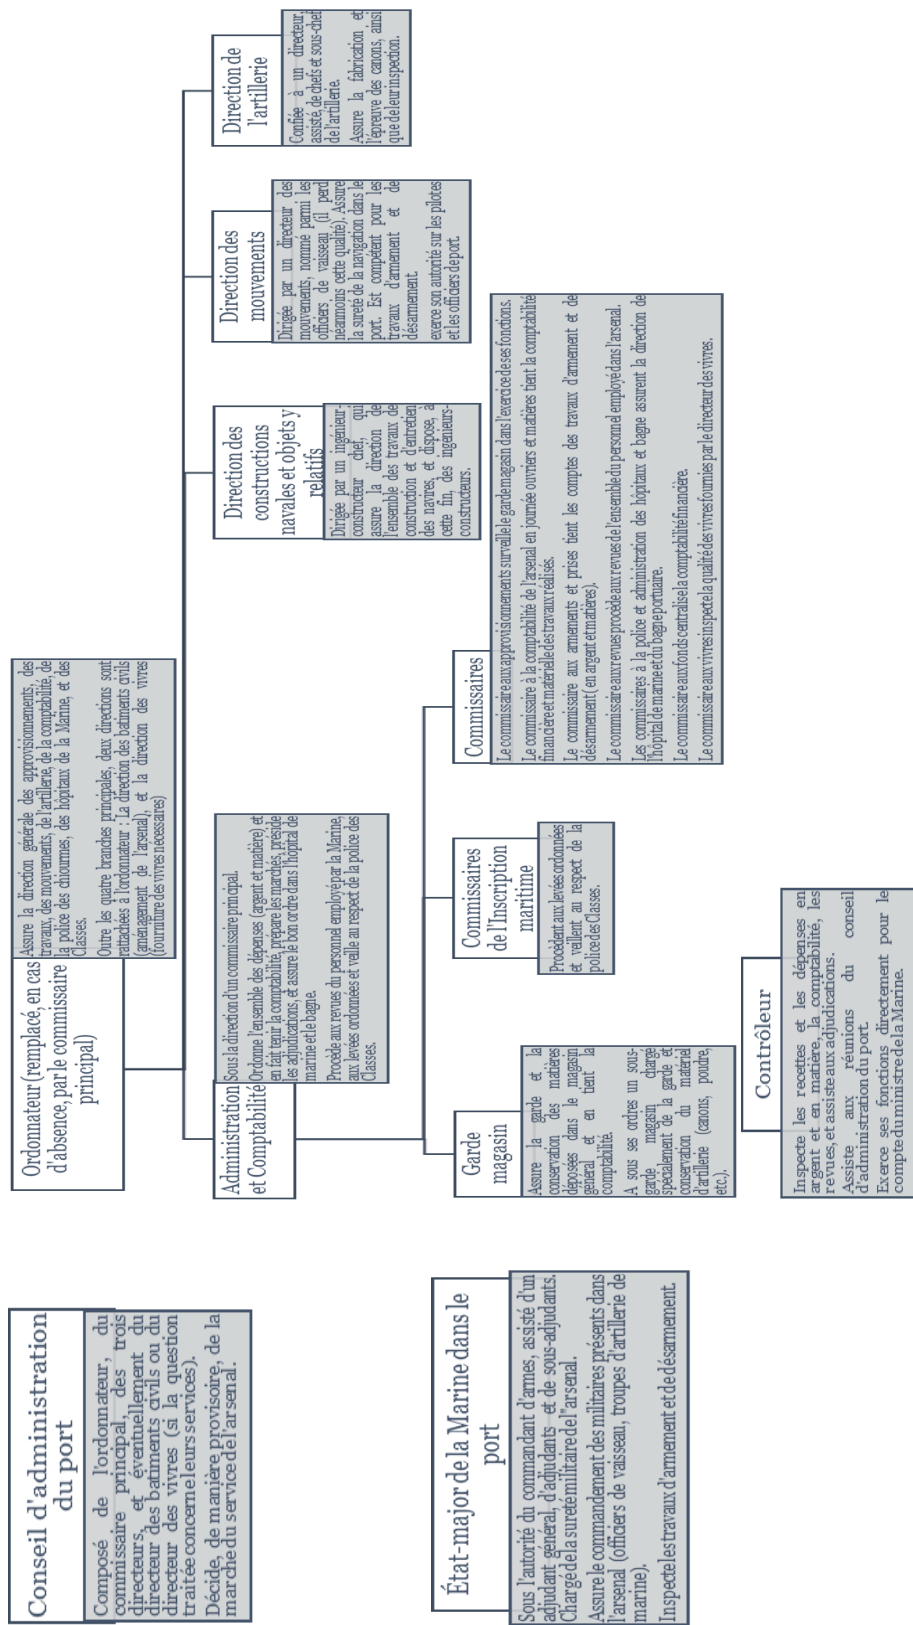 Conseil d'administration
du port
Composé de l'ordonnateur, du
commissaire principal, des trois
directeurs, et éventuellement du
directeur des batiments civils ou du
directeur des vivres (si la question
traitée concerne leurs services).
Décide, de manière provisoire, de la
marche du service de l'arsenal.
État-major de la Marine dans le
port
Sous l'autorité du commandant d'armes, assisté d'un
adjudant général, d'adjudants et de sous-adjudants.
Chargé de la sureté militaire de l'arsenal.
Assure le commandement des militaires présents dans
l'arsenal (officiers de vaisseau, troupes d'artillerie de
marine).
Inspecte les travaux d'armement et de désarmement.
Ordonnateur (remplacé, en cas
d'absence, par le commissaire
principal)
Assure la direction générale des approvisionnements, des
travaux, des mouvements, de l'artillerie, de la comptabilité, de
la police des chiourmes, des hôpitaux de la Marine, et des
Classes.
Outre les quatre branches principales, deux directions sont
rattachées à l'ordonnateur : La direction des batiments civils
(aménagement de l'arsenal), et la direction des vivres
(fourniture des vivres nécessaires)
Administration
et Comptabilité
Sous la direction d'un commissaire principal.
Ordonne l'ensemble des dépenses (argent et matière) et
en fait tenir la comptabilité, prépare les marchés, préside
les adjudications, et assure le bon ordre dans l'hôpital de
marine et le bagne.
Procède aux revues du personnel employé par la Marine,
aux levées ordonnées et veille au respect de la police des
Classes.
Garde
magasin
Assure la garde et la
conservation des matières
déposées dans le magasin
général et en tient la
comptabilité.
A sous ses ordres un sous-
garde magasin chargé
spécialement de la garde et
conservation du matériel
d'artillerie (canons, poudre,
etc.).
Commissaires
de l'Inscription
maritime
Procèdent aux levées ordonnées
et veillent au respect de la
police des Classes.
Commissaires
Le commissaire aux approvisionnements surveille le garde magasin dans l'exercice de ses fonctions.
Le commissaire à la comptabilité de l'arsenal en journée ouvriers et matières tient la comptabilité
financière et matérielle des travaux réalisés.
Le commissaire aux armements et prises tient les comptes des travaux d'armement et de
désarmement (en argent et matières).
Le commissaire aux revues procède aux revues de l'ensemble du personnel employé dans l'arsenal.
Les commissaires à la police et administration des hôpitaux et bagne assurent la direction de
l'hôpital de marine et du bagne portuaire.
Le commissaire aux fonds centralise la comptabilité financière.
Le commissaire aux vivres inspecte la qualité des vivres fournies par le directeur des vivres.
Direction des
constructions
navales et objets y
relatifs
Dirigée par un ingénieur-
constructeur chef, qui
assure la direction de
l'ensemble des travaux de
construction et d'entretien
des navires, et dispose, à
cette fin, des ingenieurs-
constructeurs.
Direction des
mouvements
Dirigée par un directeur des
mouvements, nommé parmi les
officiers de vaisseau (il perd
néanmoins cette qualité). Assure
la sureté de la navigation dans le
port. Est compétent pour les
travaux d'armement et de
désarmement.
exerce son autorité sur les pilotes
et les officiers de port.
Direction de
l'artillerie
Confiée à un directeur,
assisté, de chefs et sous-chef
de l'artillerie.
Assure la fabrication et
l'épreuve des canons, ainsi
que de leur inspection.
Contrôleur
Inspecte les recettes et les dépenses en
argent et en matière, la comptabilité, les
revues, et assiste aux adjudications.
Assiste aux réunions du conseil
d'administration du port.
Exerce ses fonctions directement pour le
compte du ministre de la Marine.